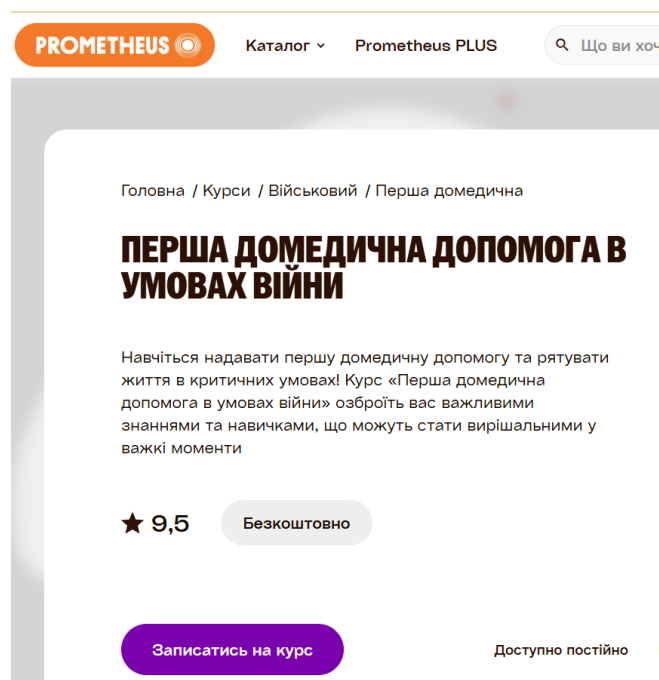 PROMETHEUS
Каталог
Prometheus PLUS
Що ви
Головна / Курси / Військовий / Перша домедична
ПЕРША ДОМЕДИЧНА ДОПОМОГА В
УМОВАХ ВІЙНИ
Навчіться надавати першу домедичну допомогу та рятувати
життя в критичних умовах! Курс «Перша домедична
допомога в умовах війни» озброїть вас важливими
знаннями та навичками, що можуть стати вирішальними у
важкі моменти
9,5
Безкоштовно
Записатись на курс
Доступно постійно